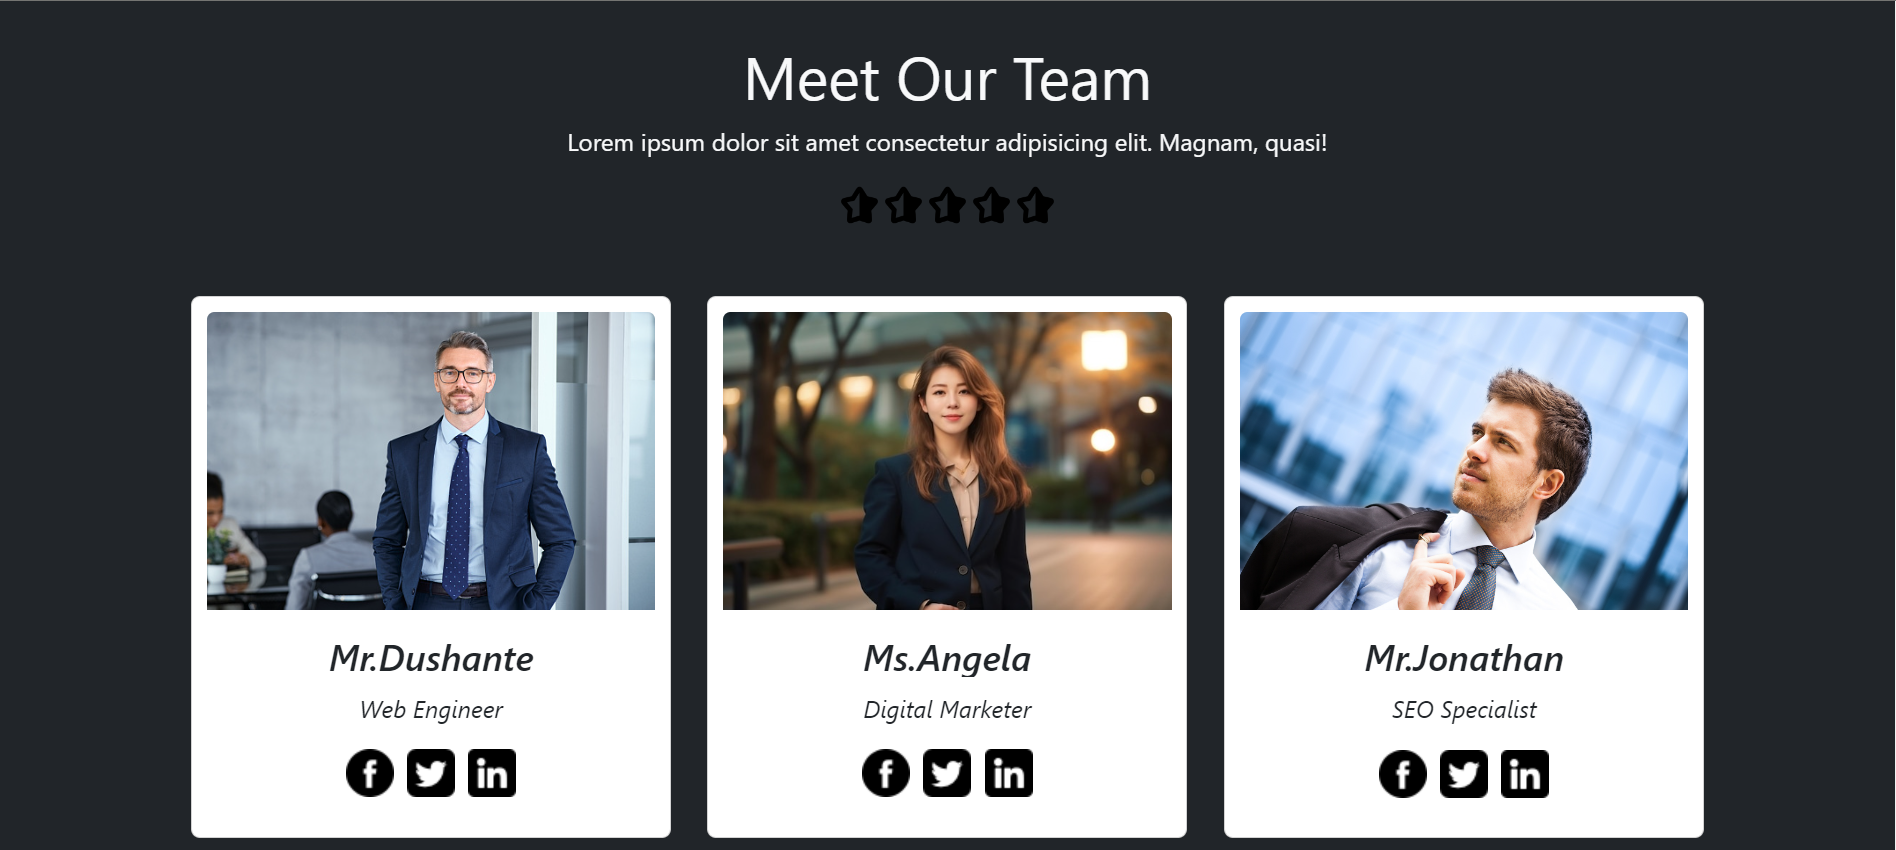 Meet Our Team
Lorem ipsum dolor sit amet consectetur adipisicing elit. Magnam, quasi!
Mr.Dushante
Web Engineer
f
in
Ms.Angela
Digital Marketer
f
in
Mr.Jonathan
SEO Specialist
f
in